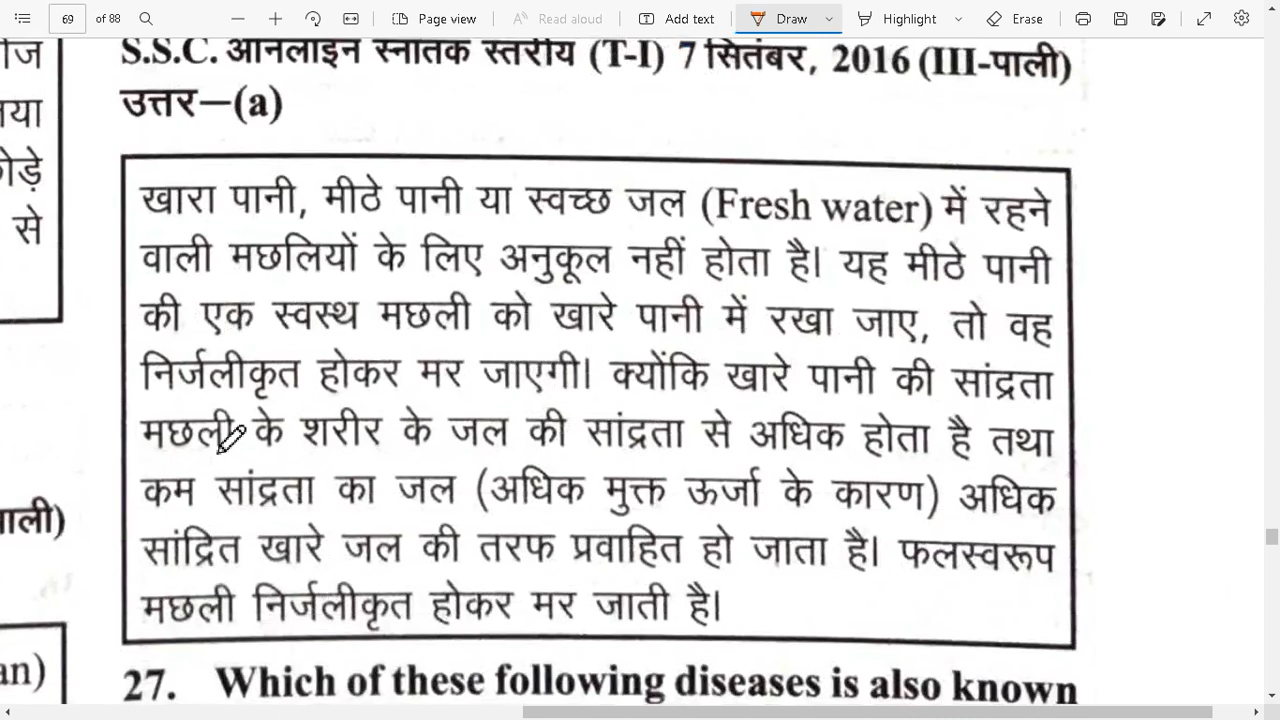 69 of 88 Page view Read aloud Add text Draw Highlight Erase
S.S.C. ऑनलाइन स्नातक स्तरीय (T-I) 7 सितंबर, 2016 (III-पाली)
उत्तर–(a)
खारा पानी, मीठे पानी या स्वच्छ जल (Fresh water) में रहने
वाली मछलियों के लिए अनुकूल नहीं होता है। यह मीठे पानी
की एक स्वस्थ मछली को खारे पानी में रखा जाए, तो वह
निर्जलीकृत होकर मर जाएगी। क्योंकि खारे पानी की सांद्रता
मछली के शरीर के जल की सांद्रता से अधिक होता है तथा
कम सांद्रता का जल (अधिक मुक्त ऊर्जा के कारण) अधिक
सांद्रित खारे जल की तरफ प्रवाहित हो जाता है। फलस्वरूप
मछली निर्जलीकृत होकर मर जाती है।
27. Which of these following diseases is also known
से
an)